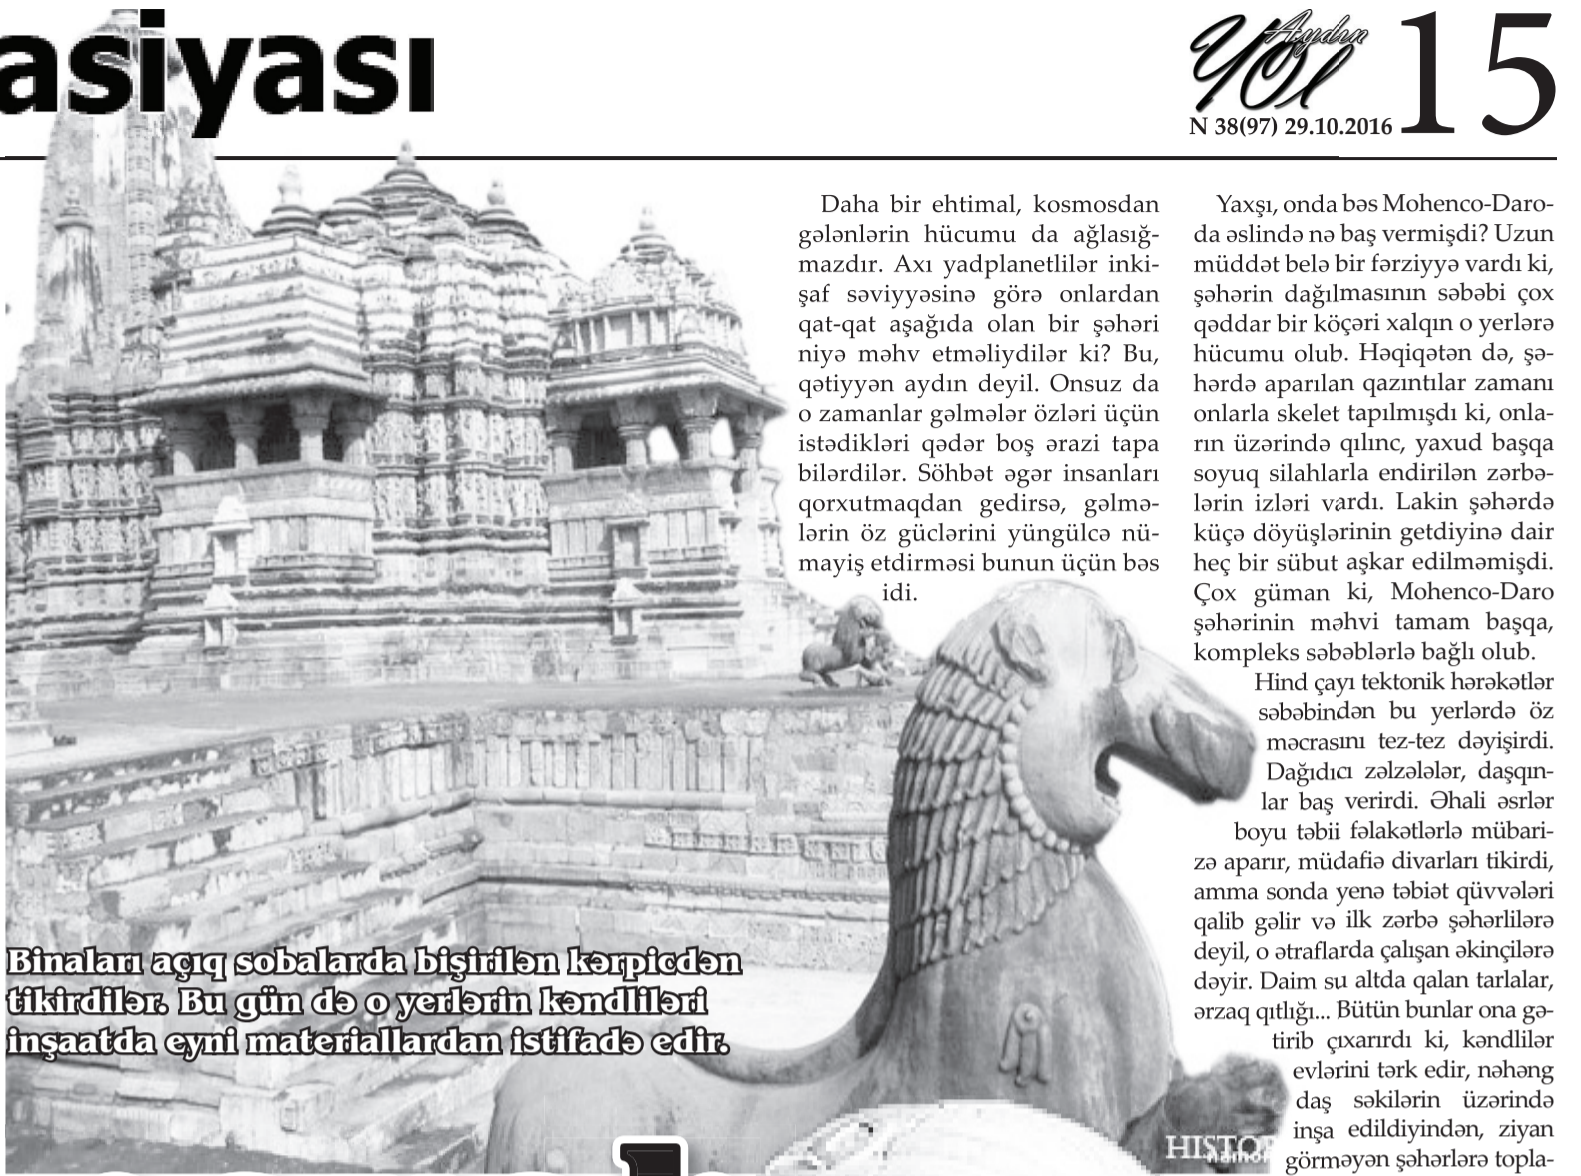 asiyası
Aydın
Yol
N 38(97) 29.10.2016
15
Daha bir ehtimal, kosmosdan
gələnlərin hücumu da ağlasığ-
mazdır. Axı yadplanetlilər inki-
şaf səviyyəsinə görə onlardan
qat-qat aşağıda olan bir şəhəri
niyə məhv etməliydilər ki? Bu,
qətiyyən aydın deyil. Onsuz da
o zamanlar gəlmələr özləri üçün
istədikləri qədər boş ərazi tapa
bilərdilər. Söhbət əgər insanları
qorxutmaqdan gedirsə, gəlmə-
lərin öz güclərini yüngülcə nü-
mayiş etdirməsi bunun üçün bəs
idi.
Yaxşı, onda bəs Mohenco-Daro-
da əslində nə baş vermişdi? Uzun
müddət belə bir fərziyyə vardı ki,
şəhərin dağılmasının səbəbi çox
qəddar bir köçəri xalqın o yerlərə
hücumu olub. Həqiqətən də, şə-
hərdə aparılan qazıntılar zamanı
onlarla skelet tapılmışdı ki, onla-
rın üzərində qılınc, yaxud başqa
soyuq silahlarla endirilən zərbə-
lərin izləri vardı. Lakin şəhərdə
küçə döyüşlərinin getdiyinə dair
heç bir sübut aşkar edilməmişdi.
Çox güman ki, Mohenco-Daro
şəhərinin məhvi tamam başqa,
kompleks səbəblərlə bağlı olub.
Hind çayı tektonik hərəkətlər
səbəbindən bu yerlərdə öz
məcrasını tez-tez dəyişirdi.
Dağıdıcı zəlzələlər, daşqın-
lar baş verirdi. Əhali əsrlər
boyu təbii fəlakətlərlə mübari-
zə aparır, müdafiə divarları tikirdi,
amma sonda yenə təbiət qüvvələri
qalib gəlir və ilk zərbə şəhərlilərə
deyil, o ətraflarda çalışan əkinçilərə
dəyir. Daim su altda qalan tarlalar,
ərzaq qıtlığı... Bütün bunlar ona gə-
tirib çıxarırdı ki, kəndlilər
evlərini tərk edir, nəhəng
daş səkilərin üzərində
inşa edildiyindən, ziyan
görməyən şəhərlərə topla-
Binaları açıq sobalarda bişirilən kərpicdən
tikirdilər. Bu gün də o yerlərin kəndliləri
inşaatda eyni materiallardan istifadə edir.